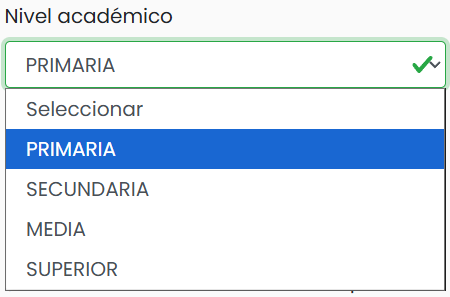 Nivel académico
PRIMARIA
Seleccionar
PRIMARIA
SECUNDARIA
MEDIA
SUPERIOR